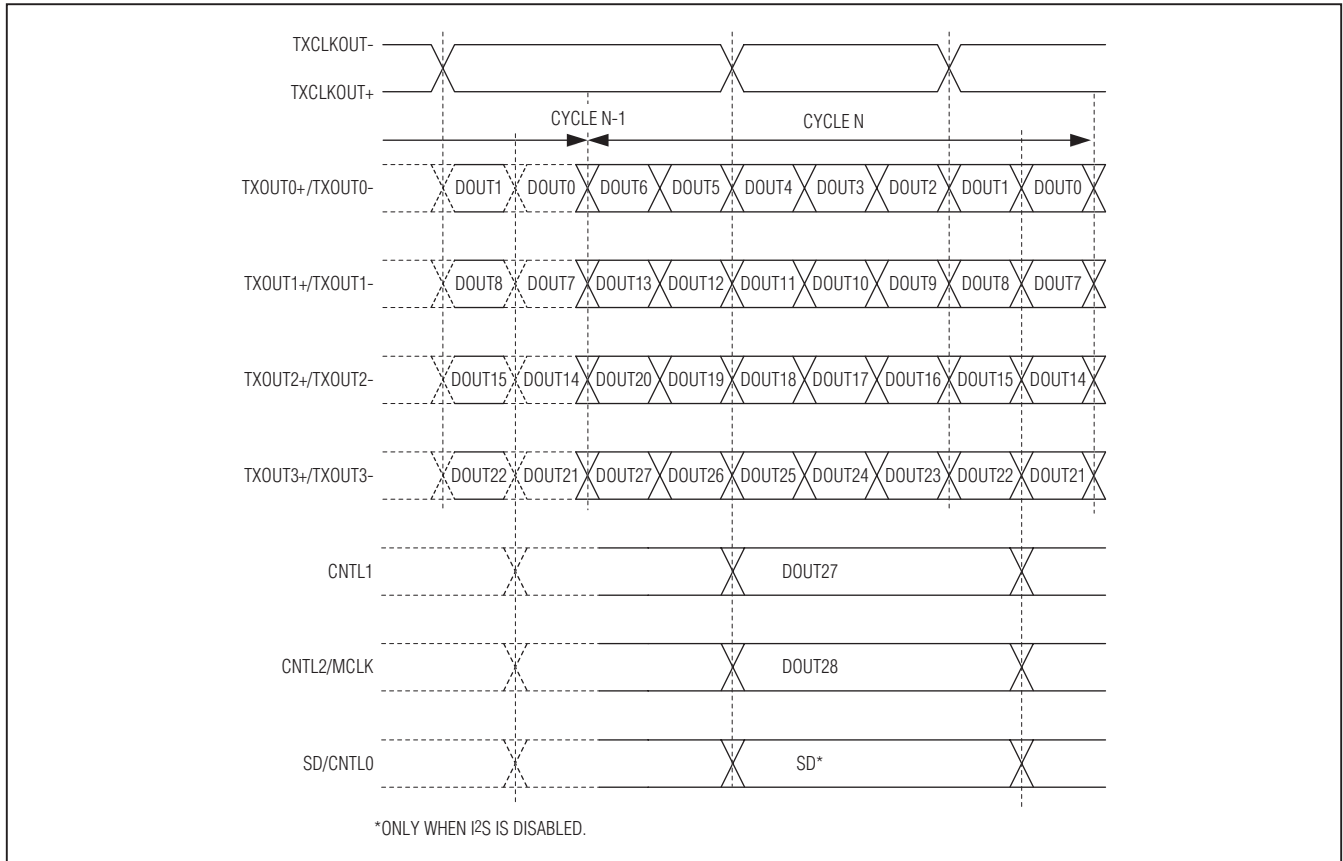 TXCLKOUT-
TXCLKOUT+
CYCLE N-1 CYCLE N
TXOUT0+/TXOUT0- DOUT1 DOUT0 DOUT6 DOUT5 DOUT4 DOUT3 DOUT2 DOUT1 DOUT0
TXOUT1+/TXOUT1- DOUT8 DOUT7 DOUT13 DOUT12 DOUT11 DOUT10 DOUT9 DOUT8 DOUT7
TXOUT2+/TXOUT2- DOUT15 DOUT14 DOUT20 DOUT19 DOUT18 DOUT17 DOUT16 DOUT15 DOUT14
TXOUT3+/TXOUT3- DOUT22 DOUT21 DOUT27 DOUT26 DOUT25 DOUT24 DOUT23 DOUT22 DOUT21
CNTL1 DOUT27
CNTL2/MCLK DOUT28
SD/CNTL0 SD*
*ONLY WHEN I2S IS DISABLED.